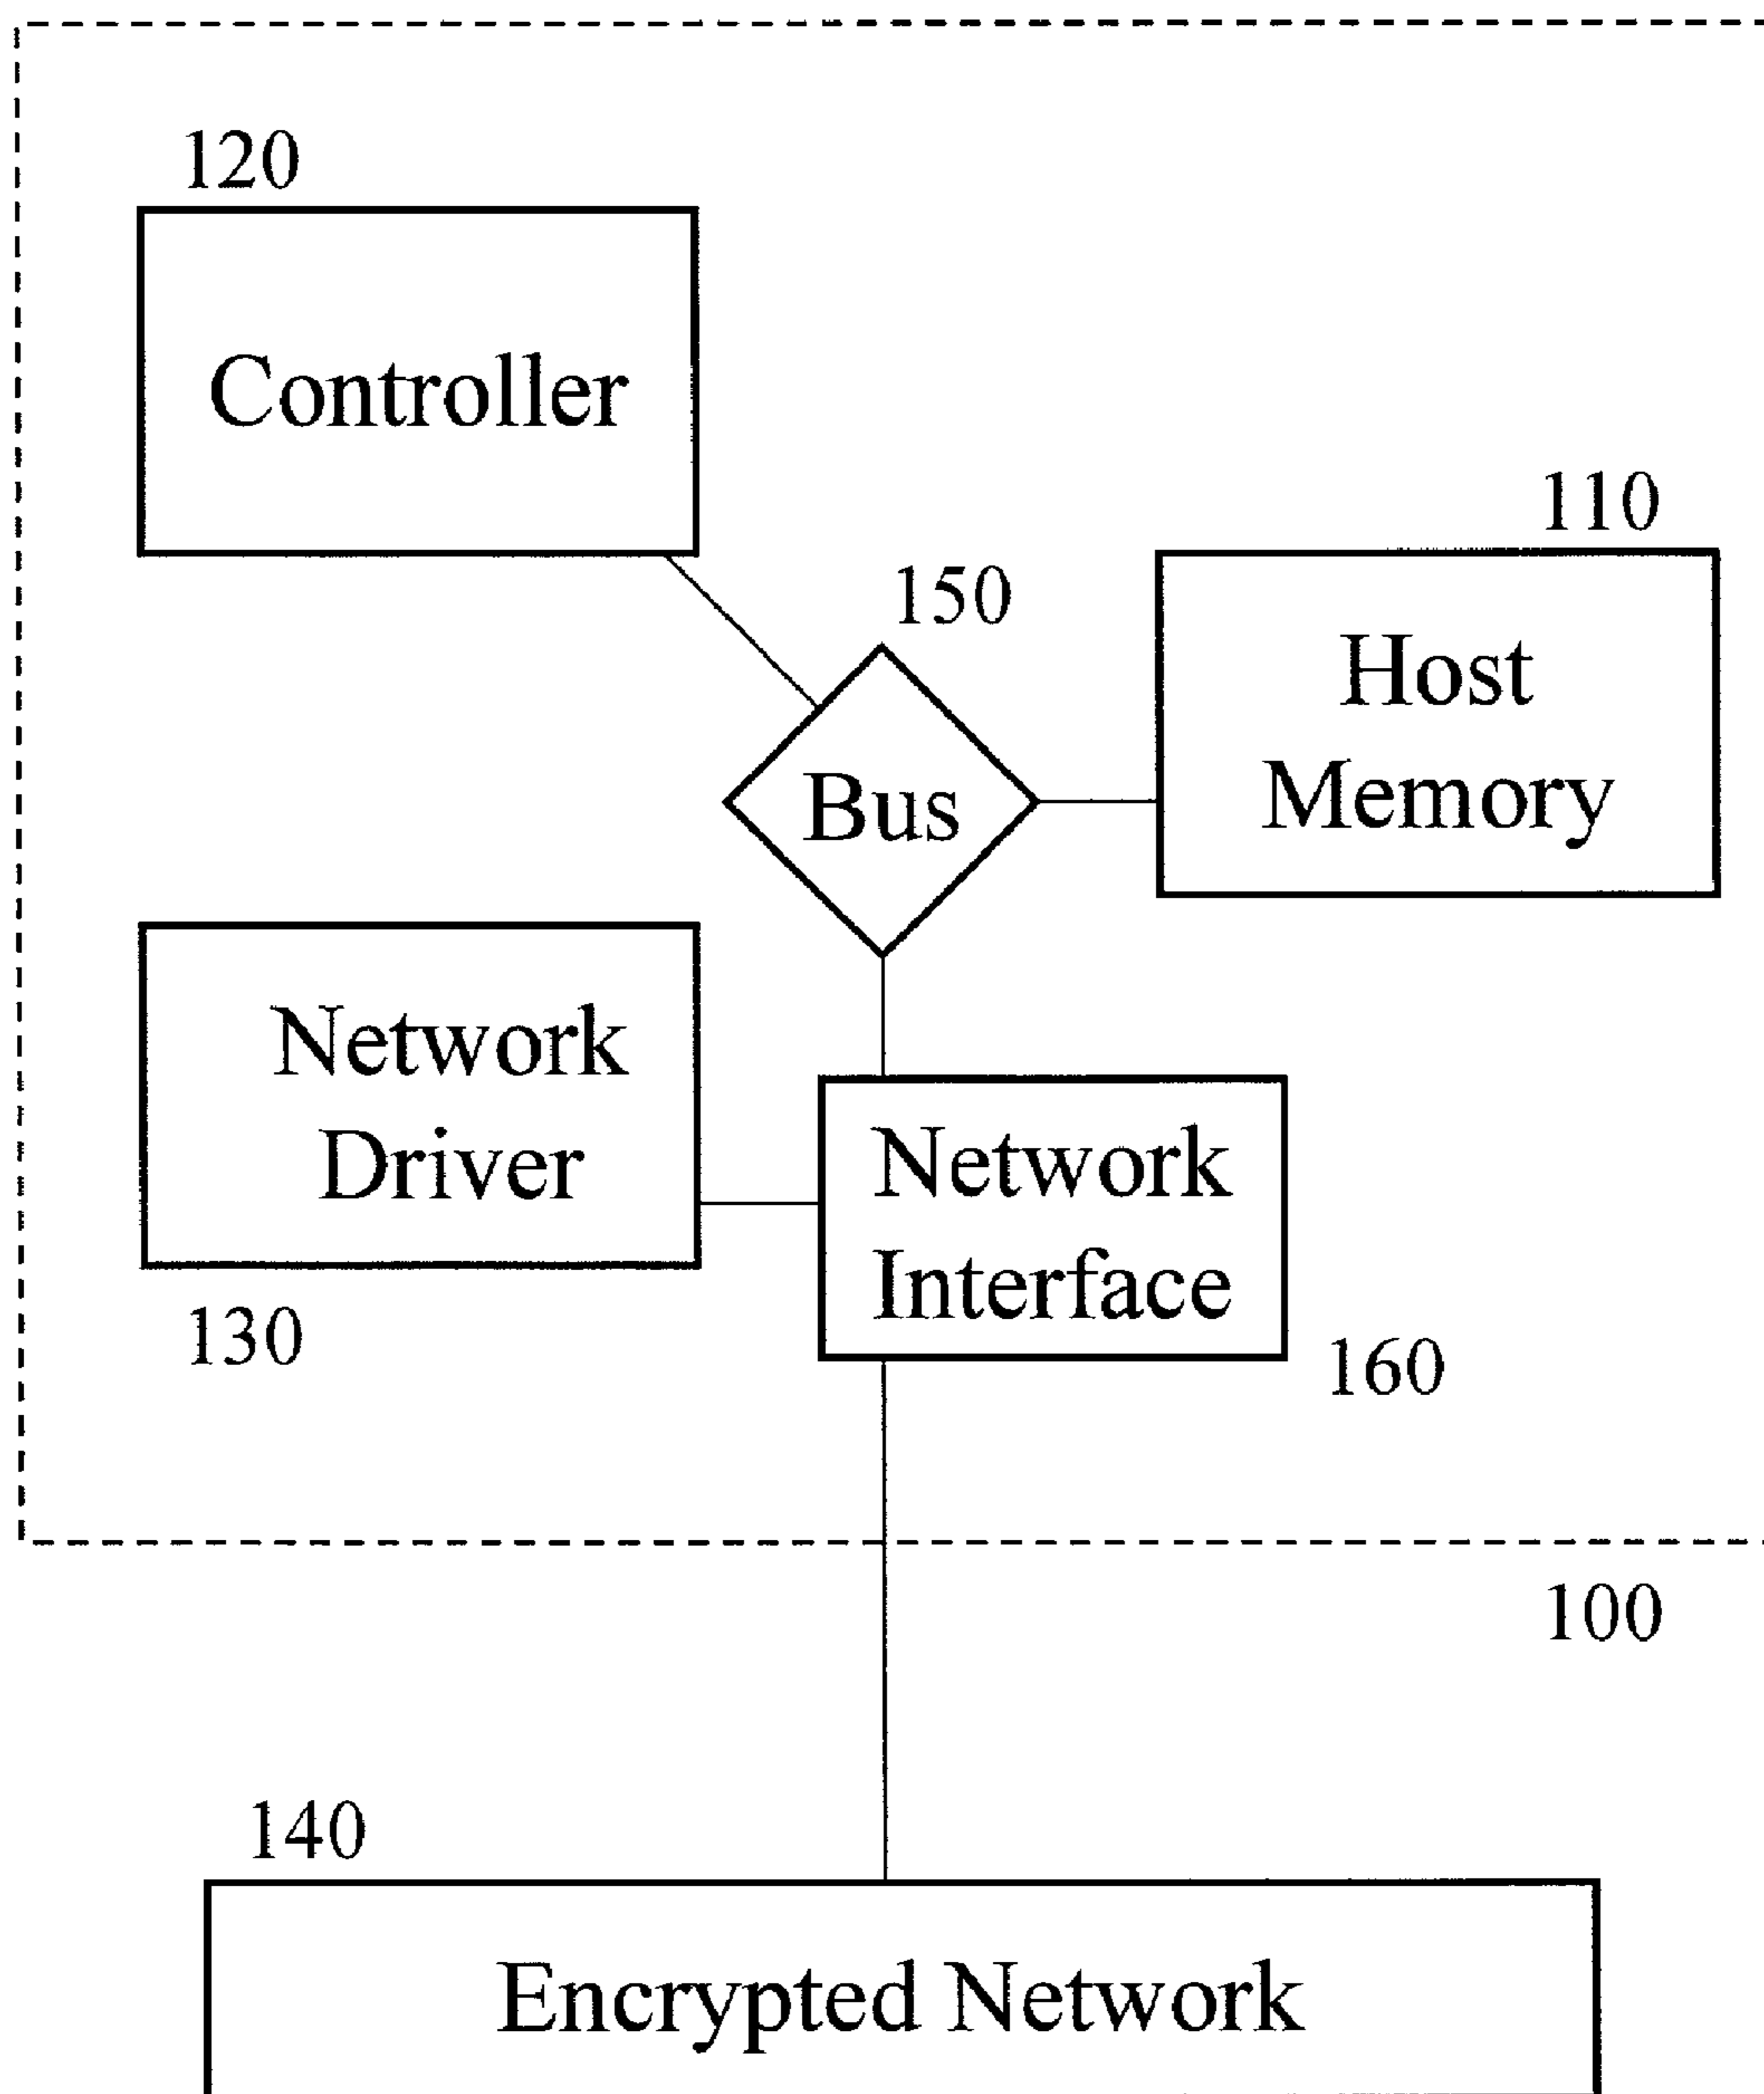 120
Controller
110
150
Host
Memory
Bus
Network
Driver
Network
Interface
130
160
100
140
Encrypted Network